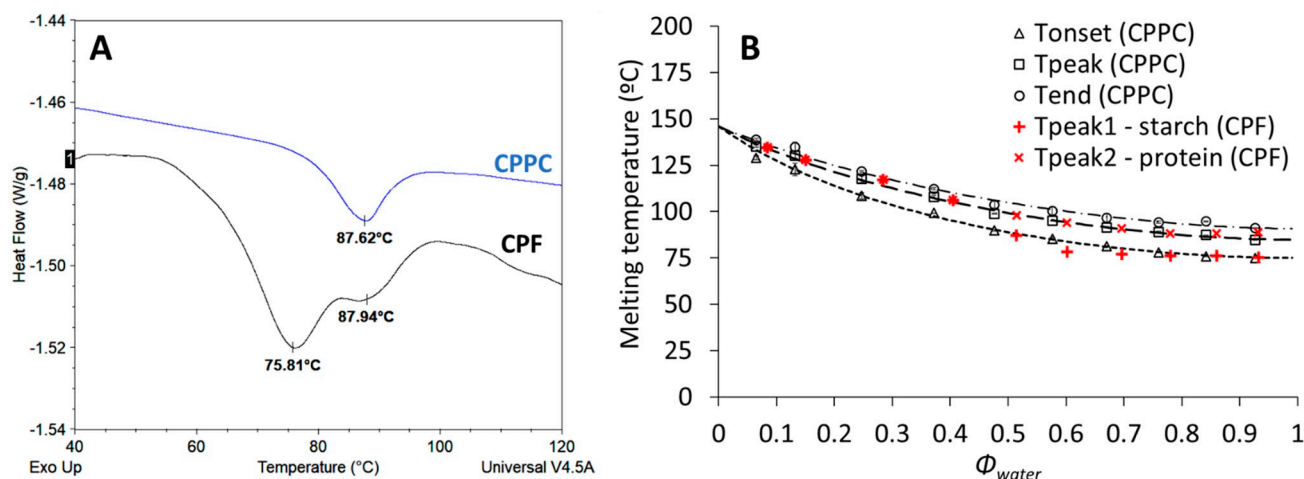 A
-1.44
-1.46
-1.48
-1.50
-1.52
-1.54
Heat Flow (W/g)
1
CPPC
87.62°C
CPF
87.94°C
75.81°C
40
60
80
100
120
Exo Up
Temperature (°C)
Universal V4.5A
B
200
175
150
125
100
75
50
25
0
Melting temperature (ºC)
Tonset (CPPC)
Tpeak (CPPC)
Tend (CPPC)
Tpeak1 - starch (CPF)
Tpeak2 - protein (CPF)
0
0.1
0.2
0.3
0.4
0.5
0.6
0.7
0.8
0.9
1
Φwater